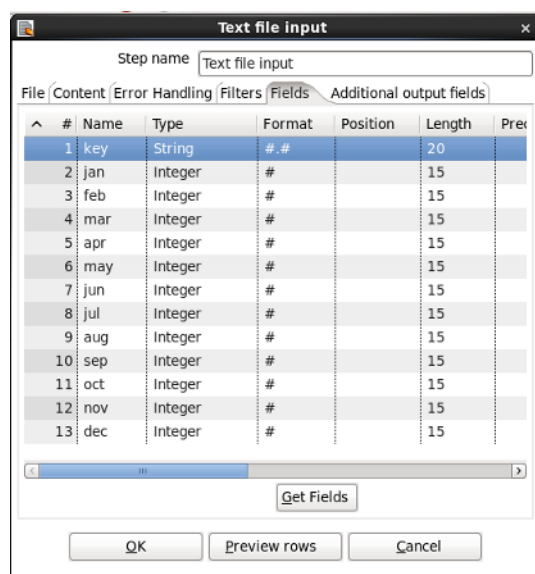 Text file input
Step name Text file input
File Content Error Handling Filters Fields Additional output fields
# Name Type Format Position Length Prec
1 key String #.# 20
2 jan Integer # 15
3 feb Integer # 15
4 mar Integer # 15
5 apr Integer # 15
6 may Integer # 15
7 jun Integer # 15
8 jul Integer # 15
9 aug Integer # 15
10 sep Integer # 15
11 oct Integer # 15
12 nov Integer # 15
13 dec Integer # 15
Get Fields
OK Preview rows Cancel